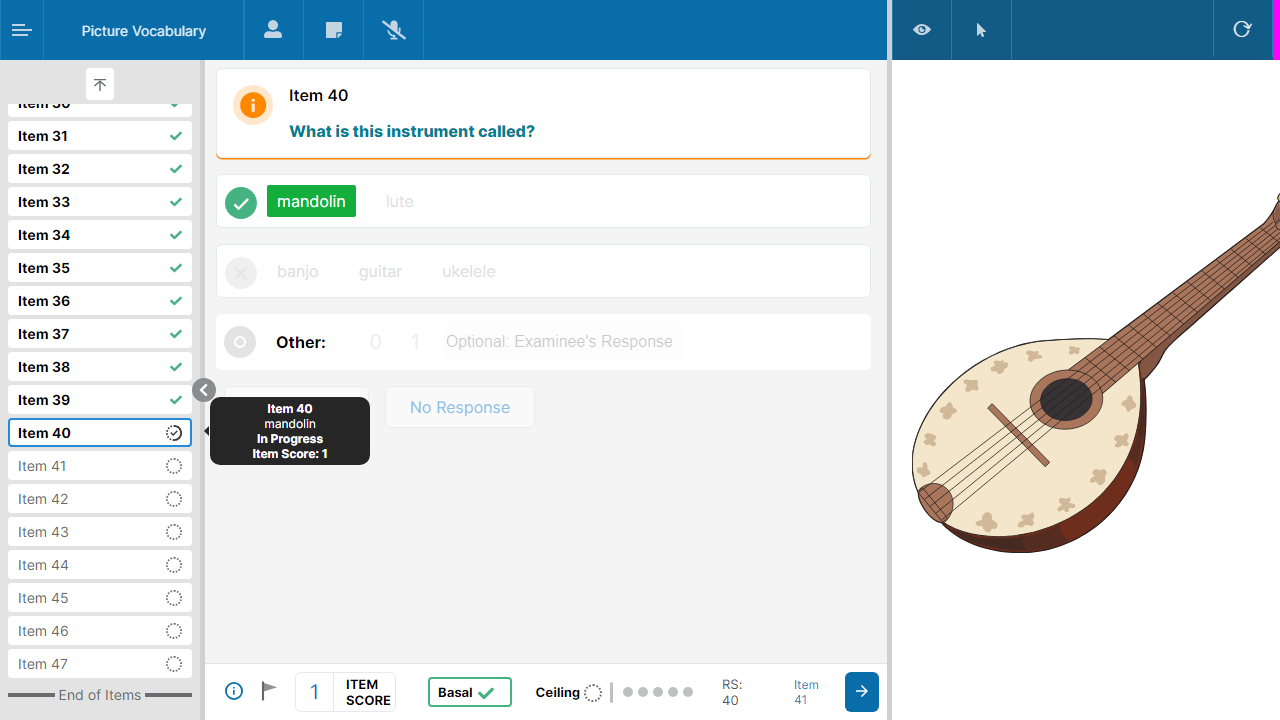 Picture Vocabulary
Item 30
Item 31
Item 32
Item 33
Item 34
Item 35
Item 36
Item 37
Item 38
Item 39
Item 40
Item 41
Item 42
Item 43
Item 44
Item 45
Item 46
Item 47
End of Items
Item 40
What is this instrument called?
mandolin lute
banjo guitar ukelele
Other: 0 1 Optional: Examinee's Response
No Response
Item 40
mandolin
In Progress
Item Score: 1
1 ITEM SCORE
Basal
Ceiling
RS: 40
Item 41